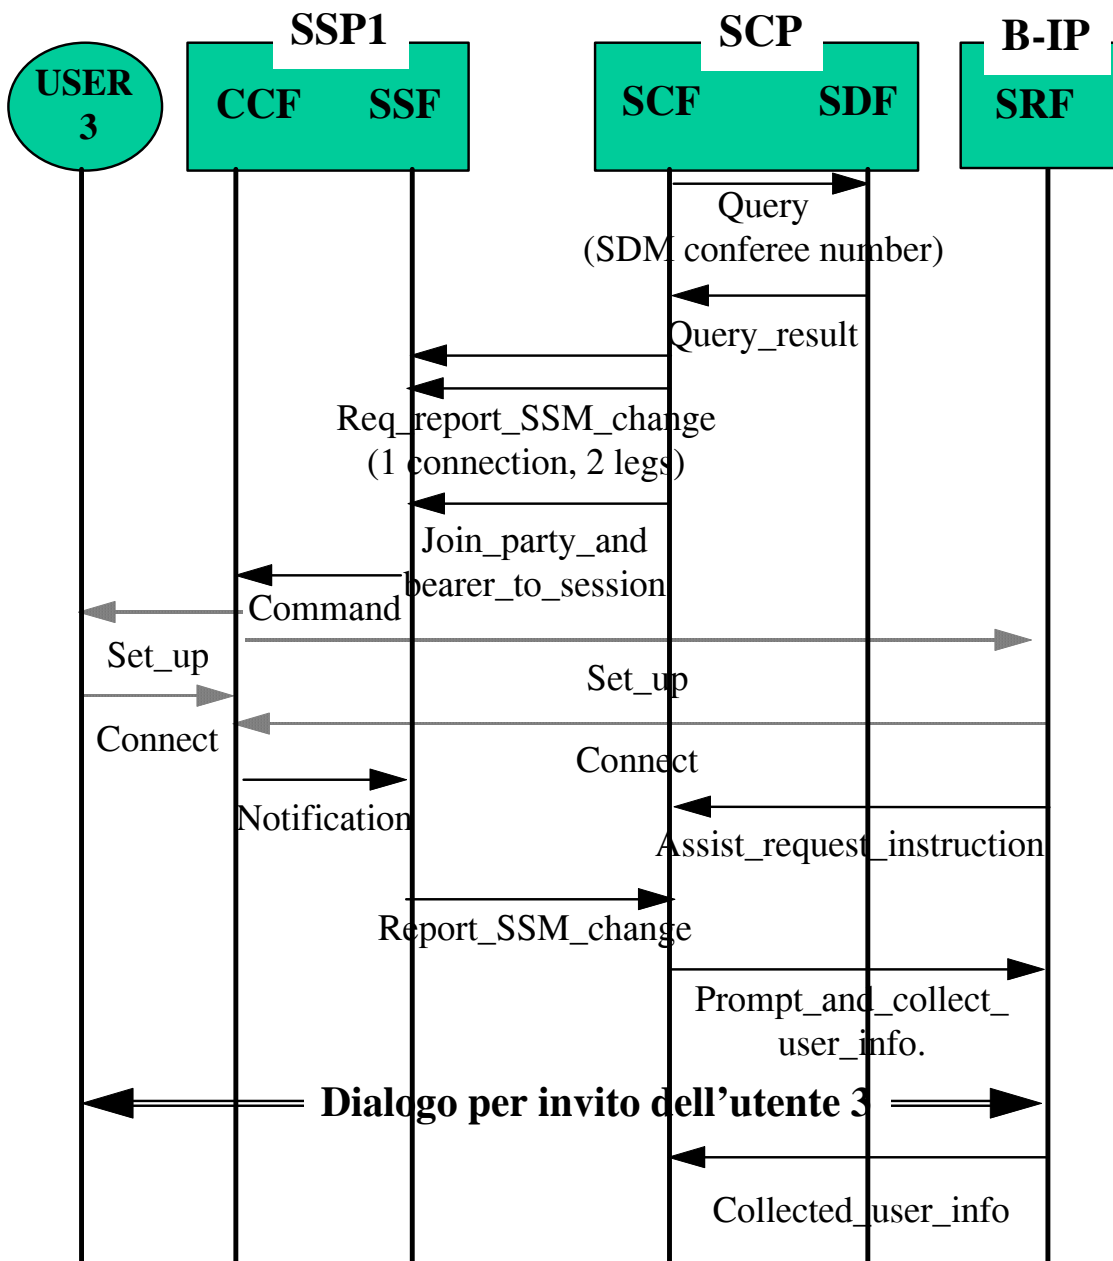 SSP1
SCP
B-IP
USER
3
CCF
SSF
SCF
SDF
SRF
Query
(SDM conferee number)
Query_result
Req_report_SSM_change
(1 connection, 2 legs)
Join_party_and
bearer_to_session
Command
Set_up
Set_up
Connect
Connect
Notification
Assist_request_instruction
Report_SSM_change
Prompt_and_collect_
user_info.
Dialogo per invito dell’utente 3
Collected_user_info